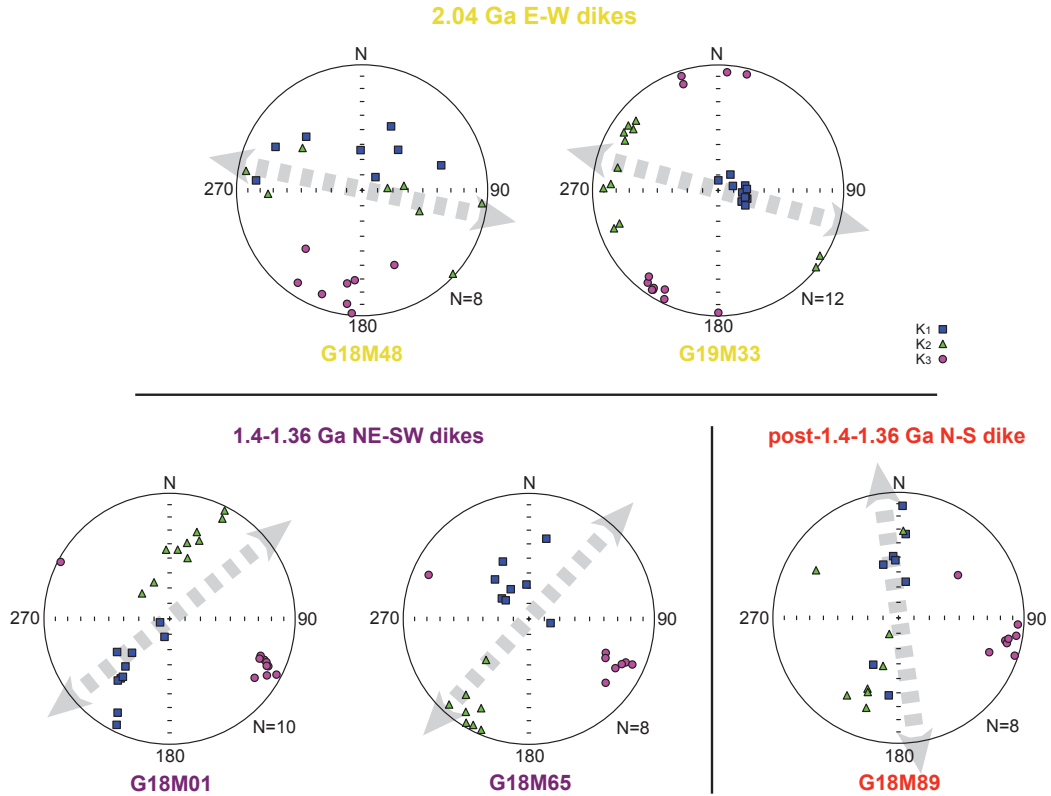 2.04 Ga E-W dikes
N
N
270
90
270
90
N=8
N=12
180
180
G18M48
G19M33
K1
K2
K3
1.4-1.36 Ga NE-SW dikes
post-1.4-1.36 Ga N-S dike
N
N
N
270
90
270
90
270
90
N=10
N=8
N=8
180
180
180
G18M01
G18M65
G18M89